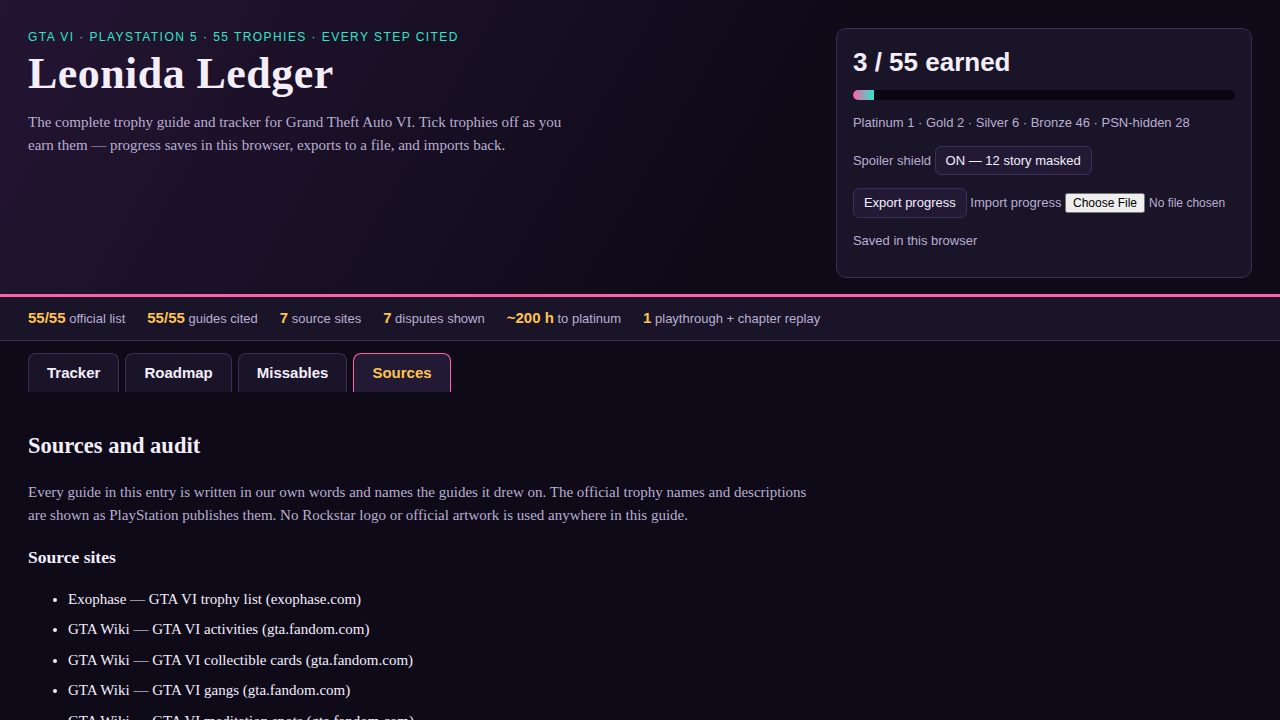 GTA VI · PLAYSTATION 5 · 55 TROPHIES · EVERY STEP CITED
Leonida Ledger
The complete trophy guide and tracker for Grand Theft Auto VI. Tick trophies off as you
earn them — progress saves in this browser, exports to a file, and imports back.
3 / 55 earned
Platinum 1 · Gold 2 · Silver 6 · Bronze 46 · PSN-hidden 28
Spoiler shield ON — 12 story masked
Export progress Import progress Choose File No file chosen
Saved in this browser
55/55 official list 55/55 guides cited 7 source sites 7 disputes shown ~200 h to platinum 1 playthrough + chapter replay
Tracker Roadmap Missables Sources
Sources and audit
Every guide in this entry is written in our own words and names the guides it drew on. The official trophy names and descriptions
are shown as PlayStation publishes them. No Rockstar logo or official artwork is used anywhere in this guide.
Source sites
• Exophase — GTA VI trophy list (exophase.com)
• GTA Wiki — GTA VI activities (gta.fandom.com)
• GTA Wiki — GTA VI collectible cards (gta.fandom.com)
• GTA Wiki — GTA VI gangs (gta.fandom.com)
• GTA Wiki — GTA VI meditation spots (gta.fandom.com)